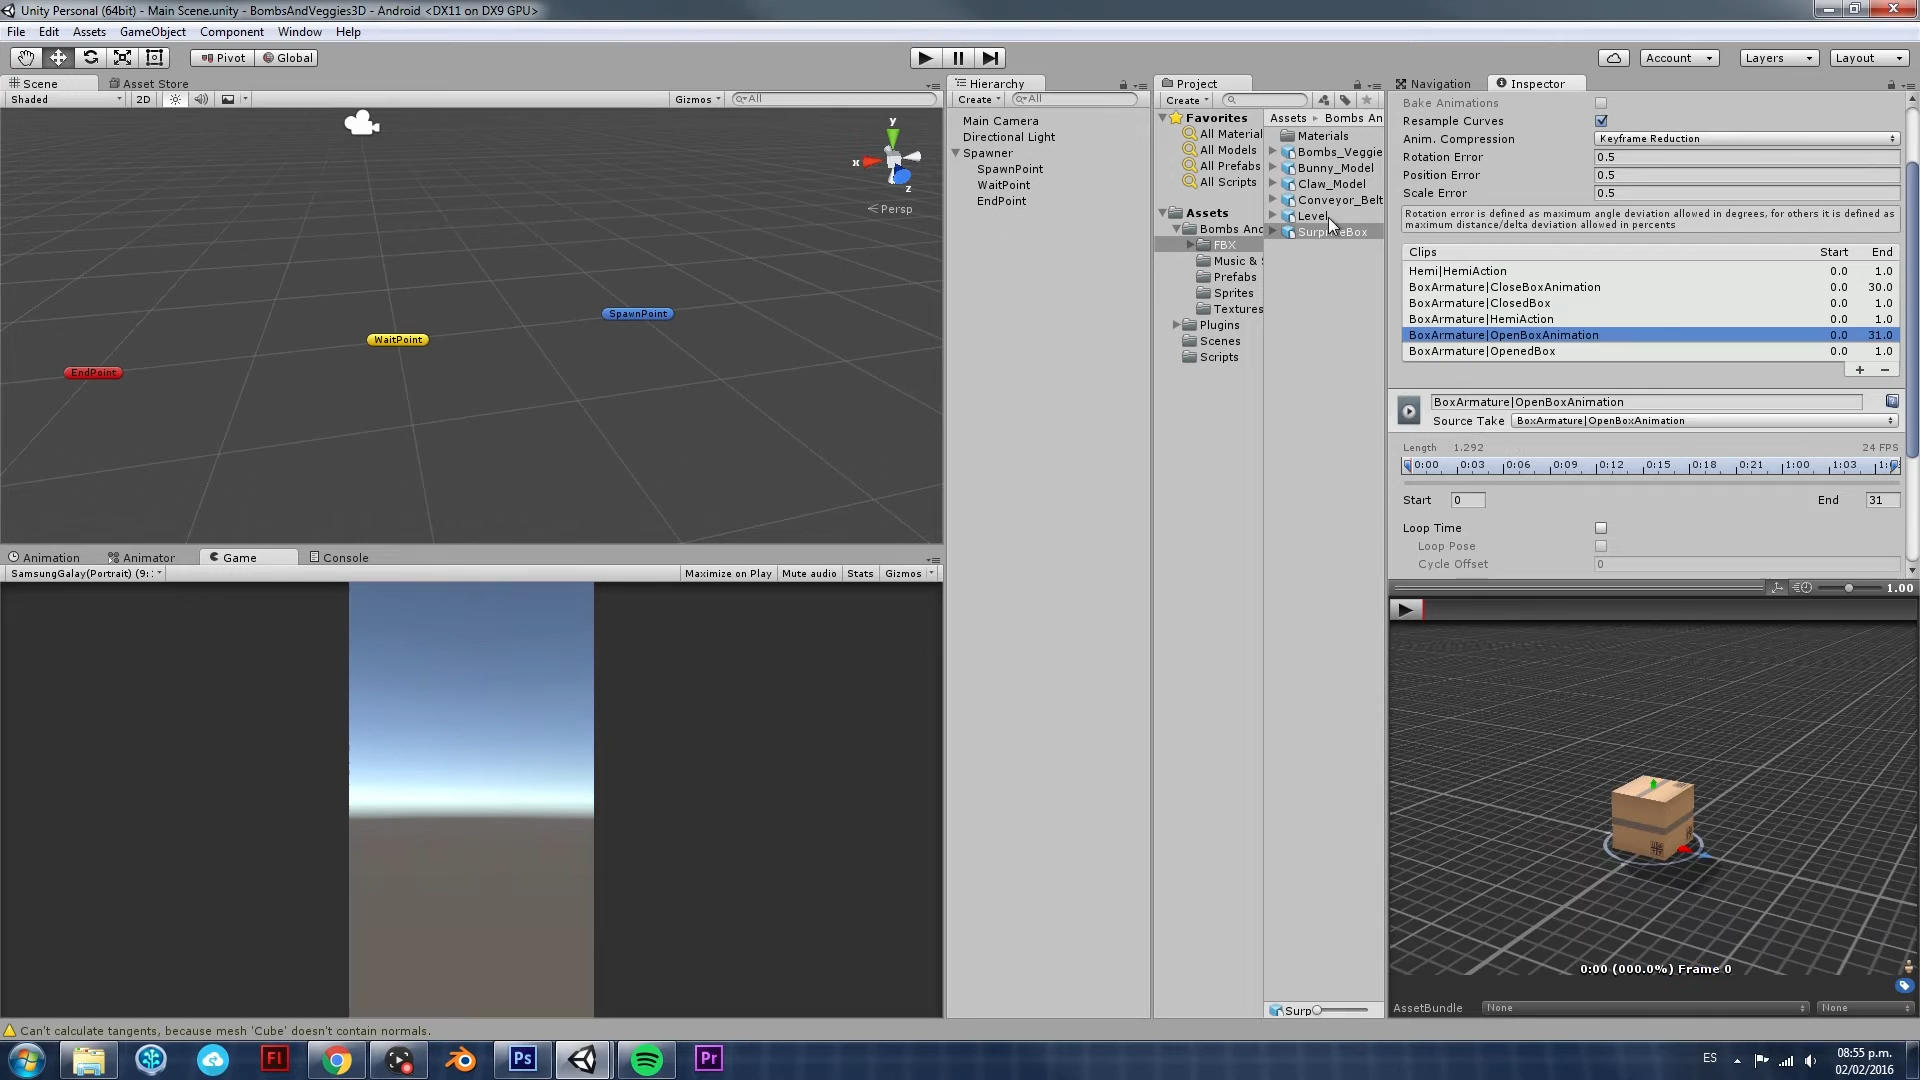 Unity Personal (64bit) - Main Scene.unity - BombsAndVeggies3D - Android <DX11 on DX9 GPU>
File Edit Assets GameObject Component Window Help
Pivot Global Account Layers Layout
Scene Asset Store
Shaded 2D Gizmos All
y
x
z
Persp
SpawnPoint
WaitPoint
EndPoint
Animation Animator Game Console
SamsungGalay(Portrait) (9: Maximize on Play Mute audio Stats Gizmos
Hierarchy
Create All
Main Camera
Directional Light
Spawner
SpawnPoint
WaitPoint
EndPoint
Project
Create
Favorites
All Material
All Models
All Prefabs
All Scripts
Assets
Bombs And
FBX
Music &
Prefabs
Sprites
Textures
Plugins
Scenes
Scripts
Assets Bombs An
Materials
Bombs_Veggie
Bunny_Model
Claw_Model
Conveyor_Belt
Level
SurpriseBox
Surp
Navigation Inspector
Bake Animations
Resample Curves
Anim. Compression Keyframe Reduction
Rotation Error 0.5
Position Error 0.5
Scale Error 0.5
Rotation error is defined as maximum angle deviation allowed in degrees, for others it is defined as
maximum distance/delta deviation allowed in percents
Clips Start End
Hemi|HemiAction 0.0 1.0
BoxArmature|CloseBoxAnimation 0.0 30.0
BoxArmature|ClosedBox 0.0 1.0
BoxArmature|HemiAction 0.0 1.0
BoxArmature|OpenBoxAnimation 0.0 31.0
BoxArmature|OpenedBox 0.0 1.0
+ -
BoxArmature|OpenBoxAnimation
Source Take BoxArmature|OpenBoxAnimation
Length 1.292 24 FPS
0:00 0:03 0:06 0:09 0:12 0:15 0:18 0:21 1:00 1:03
Start 0 End 31
Loop Time
Loop Pose
Cycle Offset 0
1.00
0:00 (000.0%) Frame 0
AssetBundle None None
Can't calculate tangents, because mesh 'Cube' doesn't contain normals.
Fl Ps Pr
ES 08:55 p.m.
02/02/2016